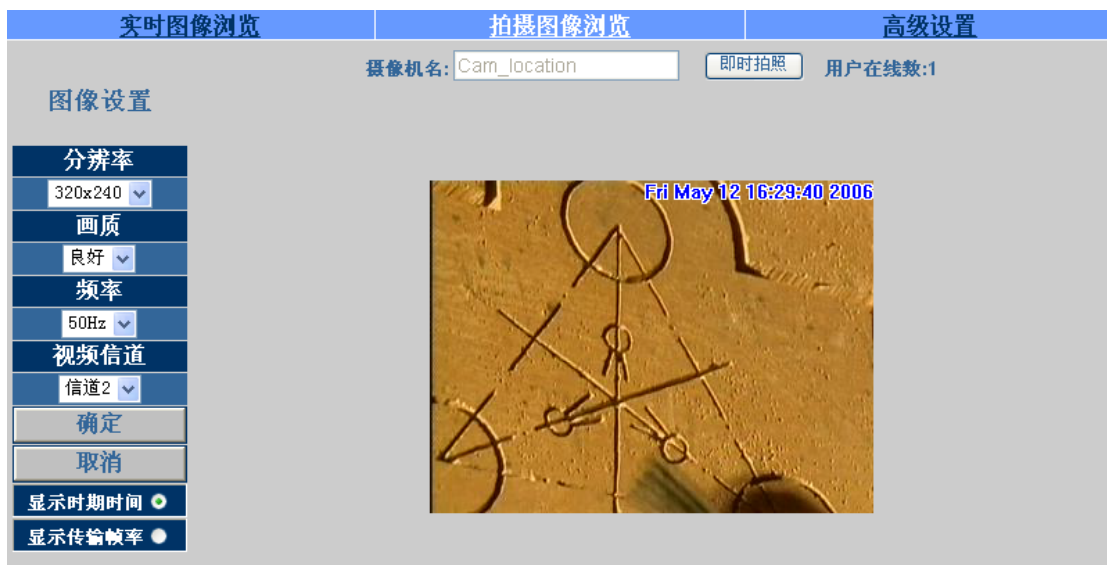 实时图像浏览 拍摄图像浏览 高级设置
摄像机名: Cam_location 即时拍照 用户在线数:1
图像设置
分辨率
320x240
画质
良好
频率
50Hz
视频信道
信道2
确定
取消
显示时期时间
显示传输帧率
Fri May 12 16:29:40 2006